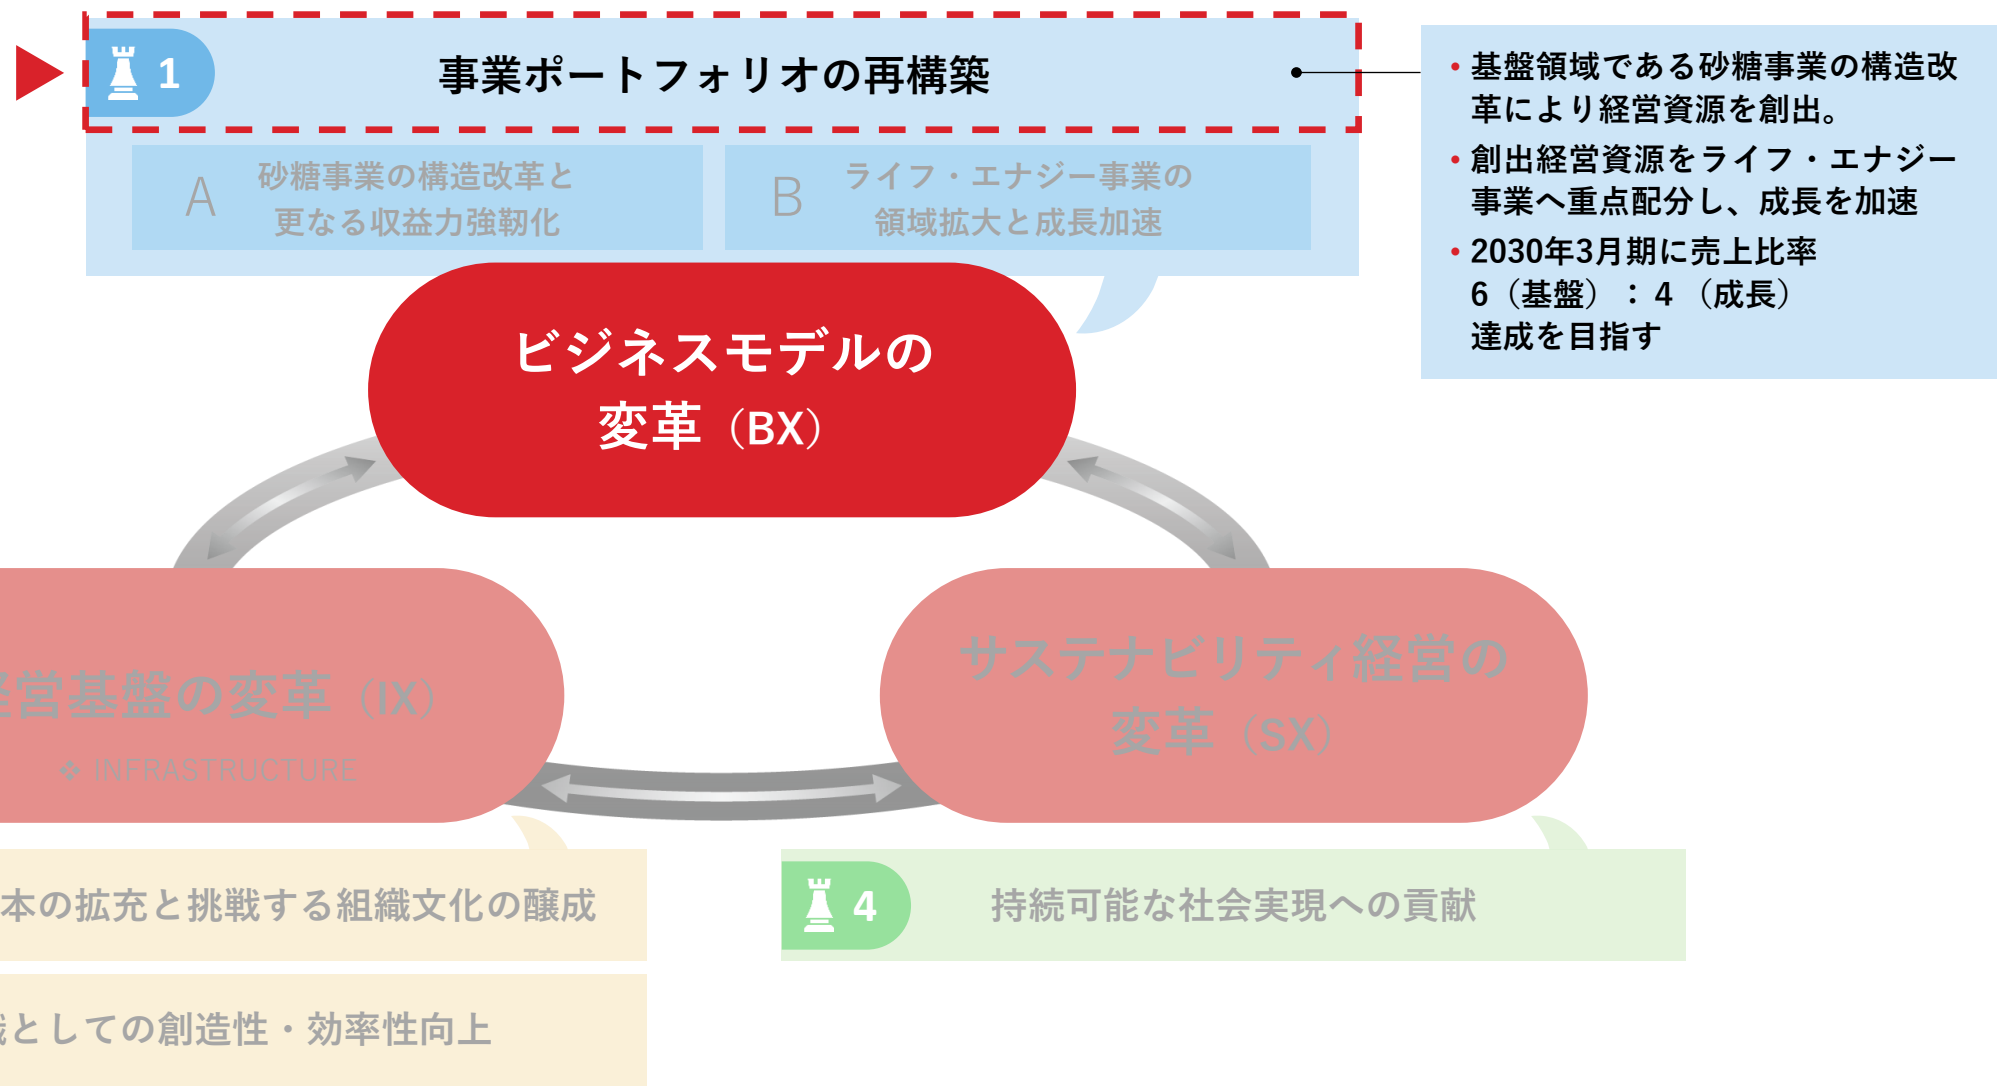 1
事業ポートフォリオの再構築
A
砂糖事業の構造改革と
更なる収益力強靭化
B
ライフ・エナジー事業の
領域拡大と成長加速
• 基盤領域である砂糖事業の構造改
革により経営資源を創出。
• 創出経営資源をライフ・エナジー
事業へ重点配分し、成長を加速
• 2030年3月期に売上比率
6（基盤）：4（成長）
達成を目指す
ビジネスモデルの
変革（BX）
経営基盤の変革（IX）
❖ INFRASTRUCTURE
サステナビリティ経営の
変革（SX）
本の拡充と挑戦する組織文化の醸成
4
持続可能な社会実現への貢献
としての創造性・効率性向上